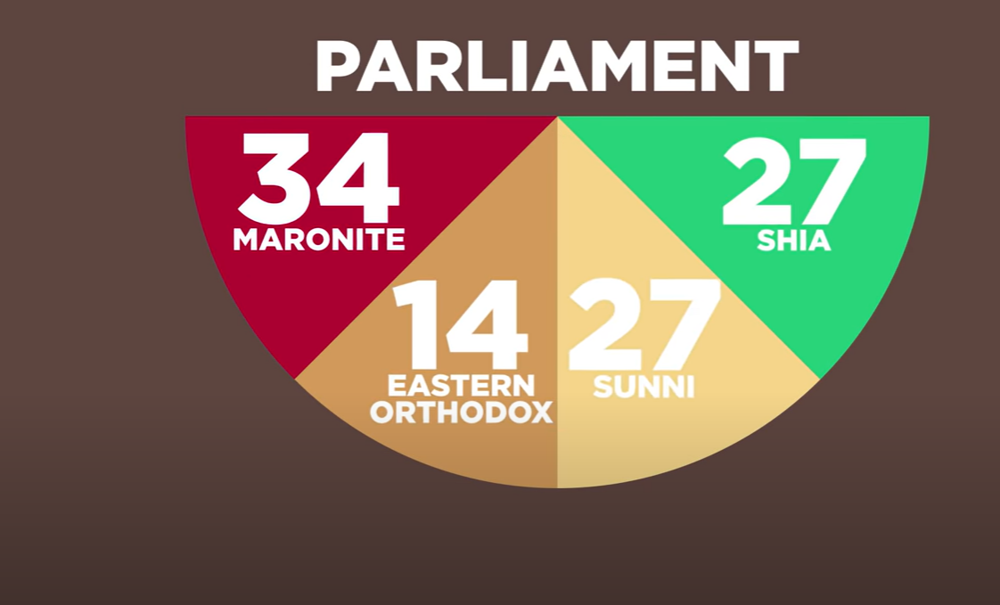 PARLIAMENT
34
MARONITE
27
SHIA
14
EASTERN
ORTHODOX
27
SUNNI